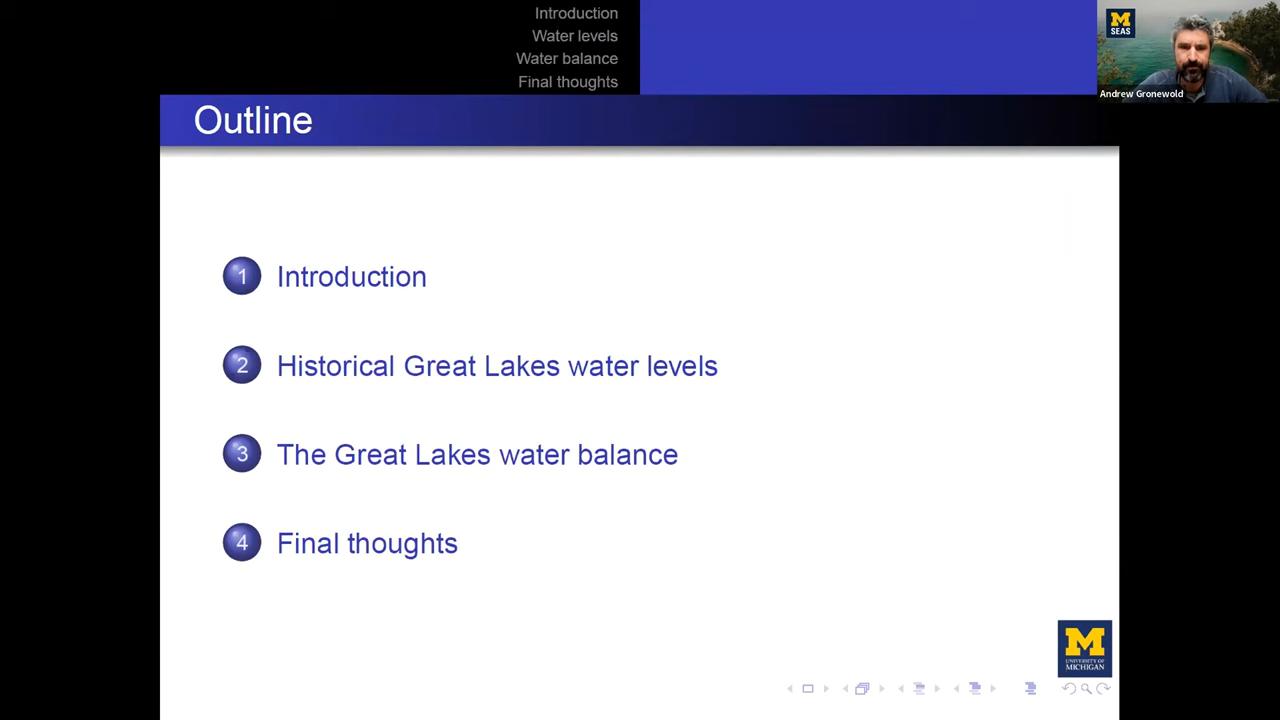 Introduction
Water levels
Water balance
Final thoughts
M
SEAS
Andrew Gronewold
Outline
1 Introduction
2 Historical Great Lakes water levels
3 The Great Lakes water balance
4 Final thoughts
M
UNIVERSITY OF
MICHIGAN